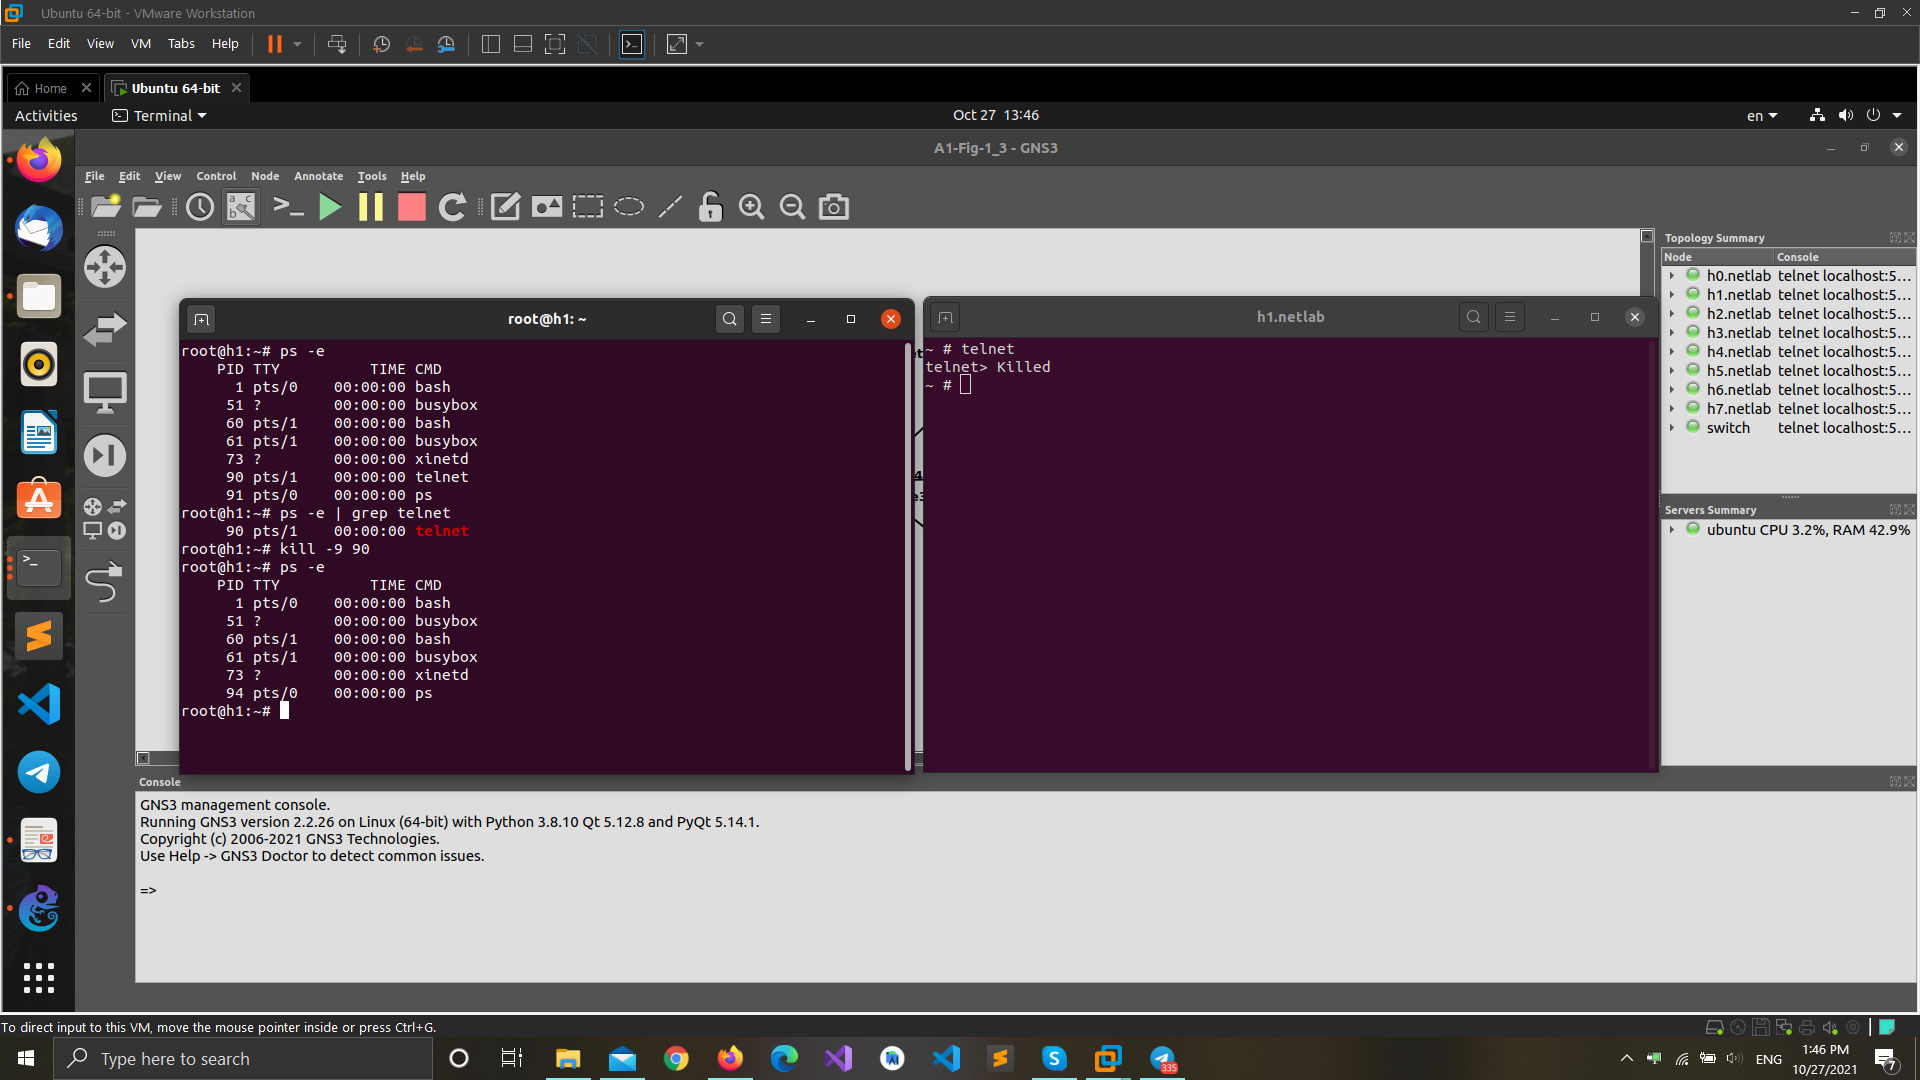 Ubuntu 64-bit - VMware Workstation
File Edit View VM Tabs Help
Home
Ubuntu 64-bit
Activities
Terminal
Oct 27 13:46
en
A1-Fig-1_3 - GNS3
File Edit View Control Node Annotate Tools Help
Topology Summary
Node Console
h0.netlab telnet localhost:5...
h1.netlab telnet localhost:5...
h2.netlab telnet localhost:5...
h3.netlab telnet localhost:5...
h4.netlab telnet localhost:5...
h5.netlab telnet localhost:5...
h6.netlab telnet localhost:5...
h7.netlab telnet localhost:5...
switch telnet localhost:5...
Servers Summary
ubuntu CPU 3.2%, RAM 42.9%
root@h1: ~
root@h1:~# ps -e
PID TTY TIME CMD
1 pts/0 00:00:00 bash
51 ? 00:00:00 busybox
60 pts/1 00:00:00 bash
61 pts/1 00:00:00 busybox
73 ? 00:00:00 xinetd
90 pts/1 00:00:00 telnet
91 pts/0 00:00:00 ps
root@h1:~# ps -e | grep telnet
90 pts/1 00:00:00 telnet
root@h1:~# kill -9 90
root@h1:~# ps -e
PID TTY TIME CMD
1 pts/0 00:00:00 bash
51 ? 00:00:00 busybox
60 pts/1 00:00:00 bash
61 pts/1 00:00:00 busybox
73 ? 00:00:00 xinetd
94 pts/0 00:00:00 ps
root@h1:~#
h1.netlab
~ # telnet
telnet> Killed
~ #
Console
GNS3 management console.
Running GNS3 version 2.2.26 on Linux (64-bit) with Python 3.8.10 Qt 5.12.8 and PyQt 5.14.1.
Copyright (c) 2006-2021 GNS3 Technologies.
Use Help -> GNS3 Doctor to detect common issues.
=>
To direct input to this VM, move the mouse pointer inside or press Ctrl+G.
Type here to search
335
ENG
1:46 PM
10/27/2021
7